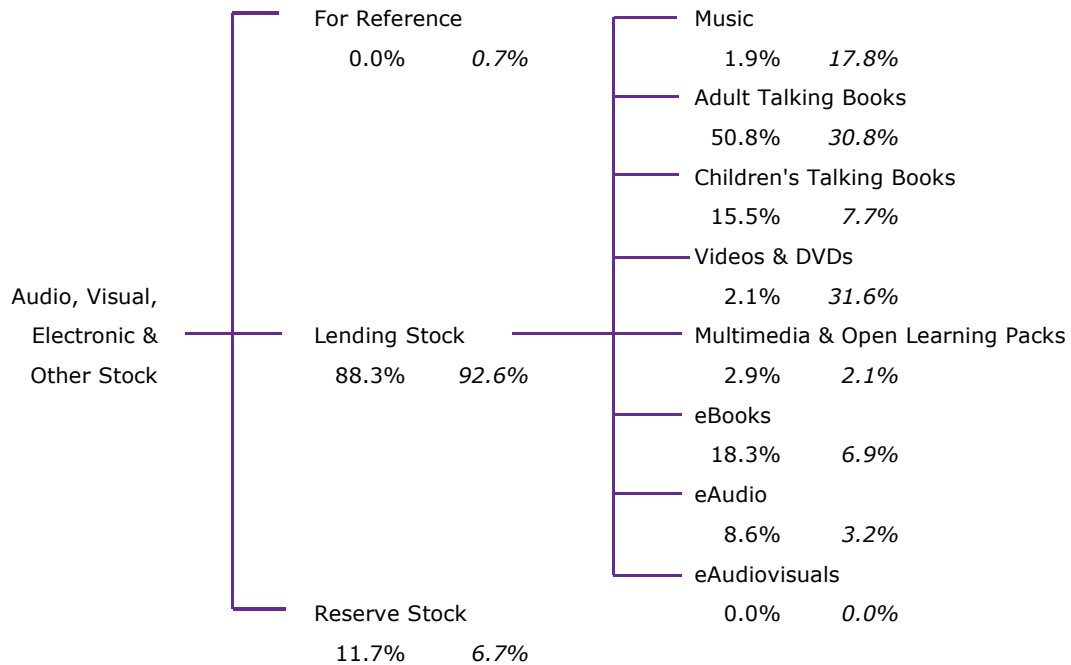 Audio, Visual,
Electronic &
Other Stock
For Reference
0.0% 0.7%
Lending Stock
88.3% 92.6%
Reserve Stock
11.7% 6.7%
Music
1.9% 17.8%
Adult Talking Books
50.8% 30.8%
Children's Talking Books
15.5% 7.7%
Videos & DVDs
2.1% 31.6%
Multimedia & Open Learning Packs
2.9% 2.1%
eBooks
18.3% 6.9%
eAudio
8.6% 3.2%
eAudiovisuals
0.0% 0.0%